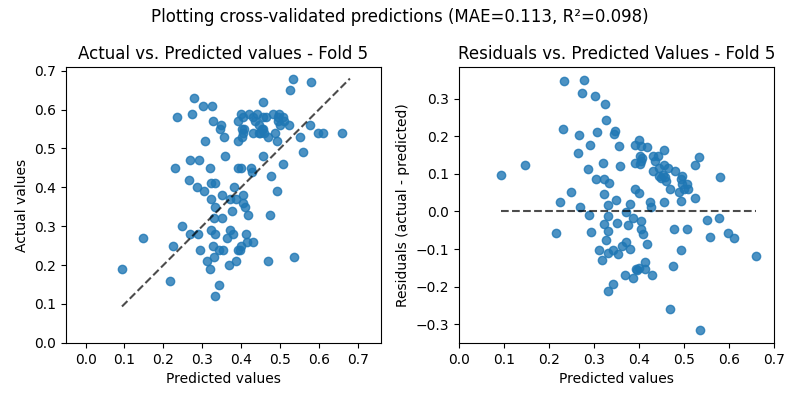 Plotting cross-validated predictions (MAE=0.113, R²=0.098)
Actual vs. Predicted values - Fold 5
Actual values
0.7
0.6
0.5
0.4
0.3
0.2
0.1
0.0
0.0 0.1 0.2 0.3 0.4 0.5 0.6 0.7
Predicted values
Residuals vs. Predicted Values - Fold 5
Residuals (actual - predicted)
0.3
0.2
0.1
0.0
−0.1
−0.2
−0.3
0.0 0.1 0.2 0.3 0.4 0.5 0.6 0.7
Predicted values